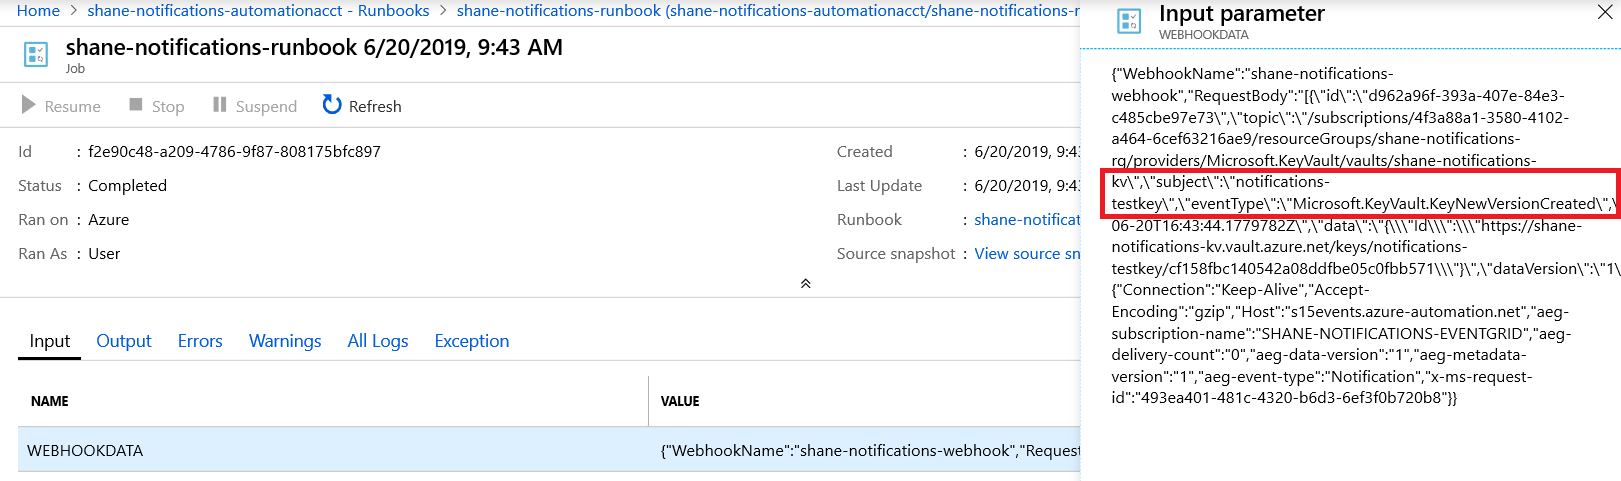 Home > shane-notifications-automationacct - Runbooks > shane-notifications-runbook (shane-notifications-automationacct/shane-notifications-r
shane-notifications-runbook 6/20/2019, 9:43 AM
Job
Resume Stop Suspend Refresh
Id : f2e90c48-a209-4786-9f87-808175bfc897
Status : Completed
Ran on : Azure
Ran As : User
Created : 6/20/2019, 9:43
Last Update : 6/20/2019, 9:43
Runbook : shane-notificatio
Source snapshot : View source sn
Input Output Errors Warnings All Logs Exception
NAME VALUE
WEBHOOKDATA {"WebhookName":"shane-notifications-webhook","Reques
Input parameter
WEBHOOKDATA
{"WebhookName":"shane-notifications-
webhook","RequestBody":"[{\"id\":\"d962a96f-393a-407e-84e3-
c485cbe97e73\",\"topic\":\"/subscriptions/4f3a88a1-3580-4102-
a464-6cef63216ae9/resourceGroups/shane-notifications-
rg/providers/Microsoft.KeyVault/vaults/shane-notifications-
kv\",\"subject\":\"notifications-
testkey\",\"eventType\":\"Microsoft.KeyVault.KeyNewVersionCreated\",\
06-20T16:43:44.1779782Z\",\"data\":\"{\\\"Id\\\":\\\"https://shane-
notifications-kv.vault.azure.net/keys/notifications-
testkey/cf158fbc140542a08ddfbe05c0fbb571\\\"}\",\"dataVersion\":\"1\
{"Connection":"Keep-Alive","Accept-
Encoding":"gzip","Host":"s15events.azure-automation.net","aeg-
subscription-name":"SHANE-NOTIFICATIONS-EVENTGRID","aeg-
delivery-count":"0","aeg-data-version":"1","aeg-metadata-
version":"1","aeg-event-type":"Notification","x-ms-request-
id":"493ea401-481c-4320-b6d3-6ef3f0b720b8"}}